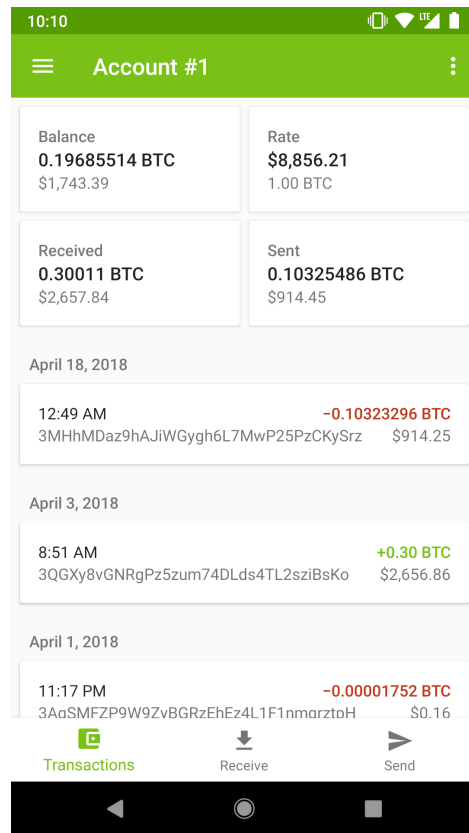 10:10
LTE
Account #1
Balance
0.19685514 BTC
$1,743.39
Rate
$8,856.21
1.00 BTC
Received
0.30011 BTC
$2,657.84
Sent
0.10325486 BTC
$914.45
April 18, 2018
12:49 AM −0.10323296 BTC
3MHhMDaz9hAJiWGygh6L7MwP25PzCKySrz $914.25
April 3, 2018
8:51 AM +0.30 BTC
3QGXy8vGNRgPz5zum74DLds4TL2sziBsKo $2,656.86
April 1, 2018
11:17 PM −0.00001752 BTC
3AgSMFZP9W9ZvBGRzEhEz4L1F1nmgrztpH $0.16
Transactions
Receive
Send